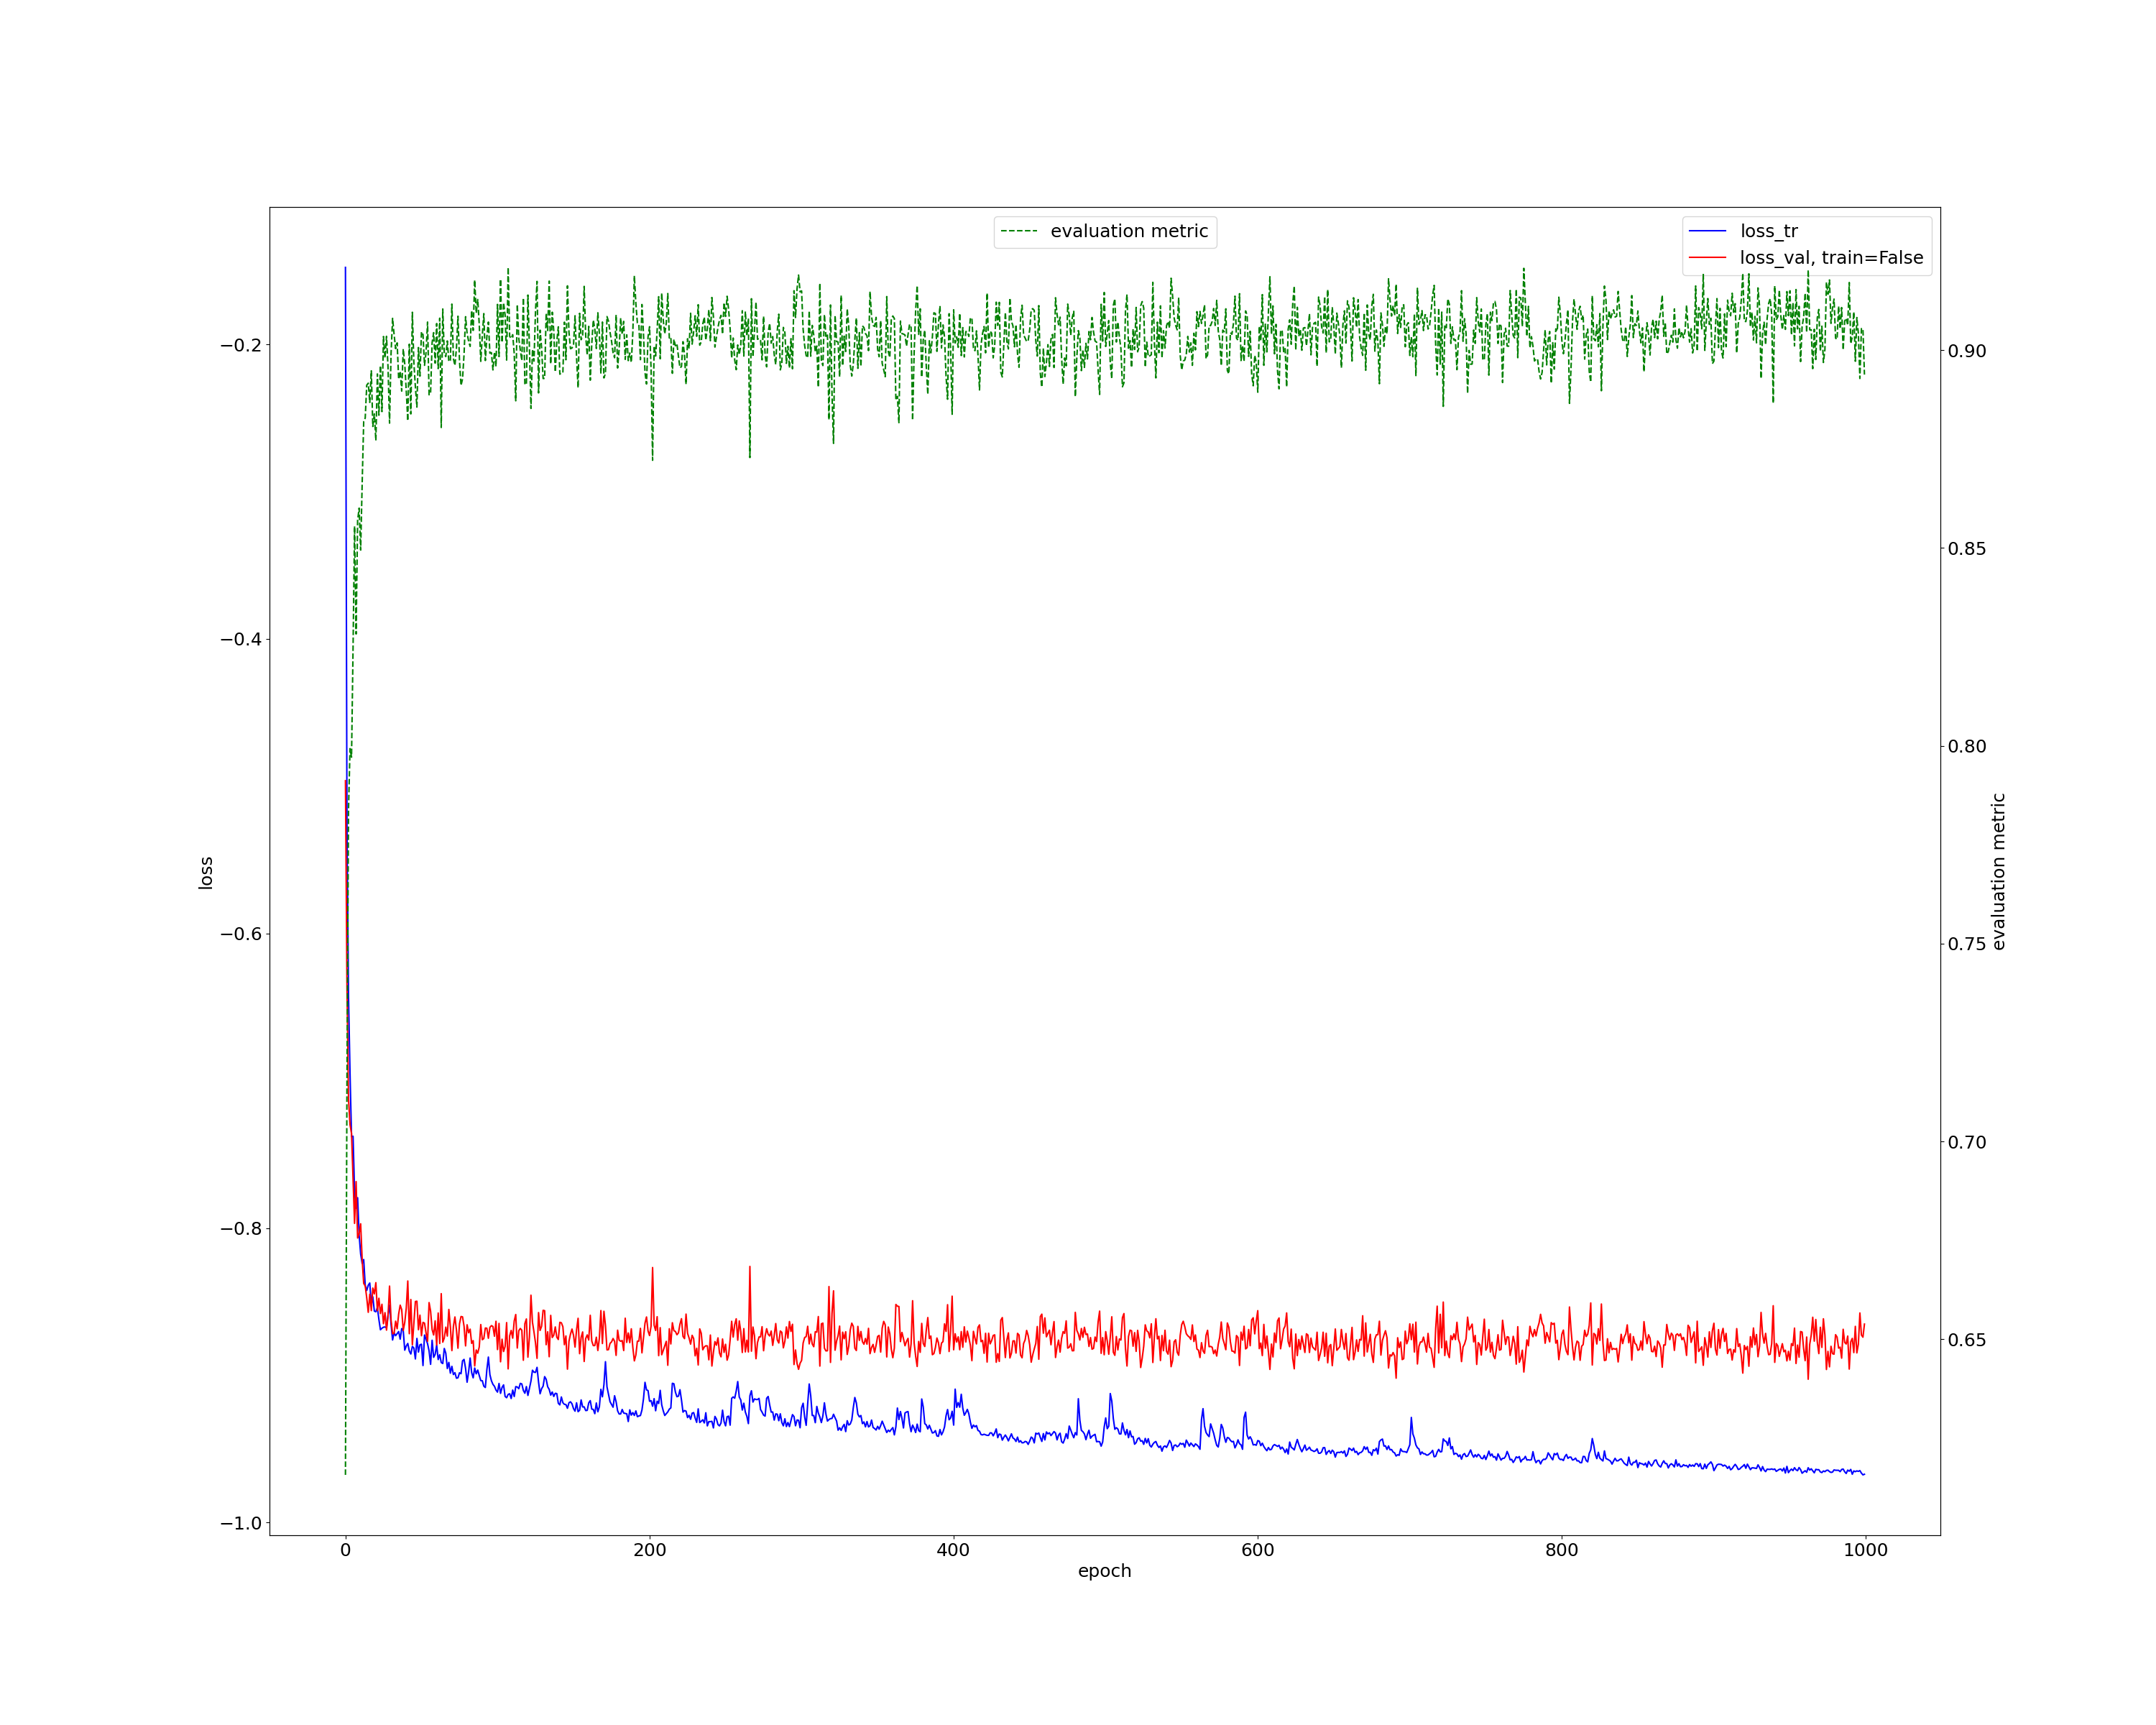 evaluation metric
loss_tr
loss_val, train=False
−0.2
−0.4
−0.6
−0.8
−1.0
loss
0.90
0.85
0.80
0.75
0.70
0.65
evaluation metric
0
200
400
600
800
1000
epoch